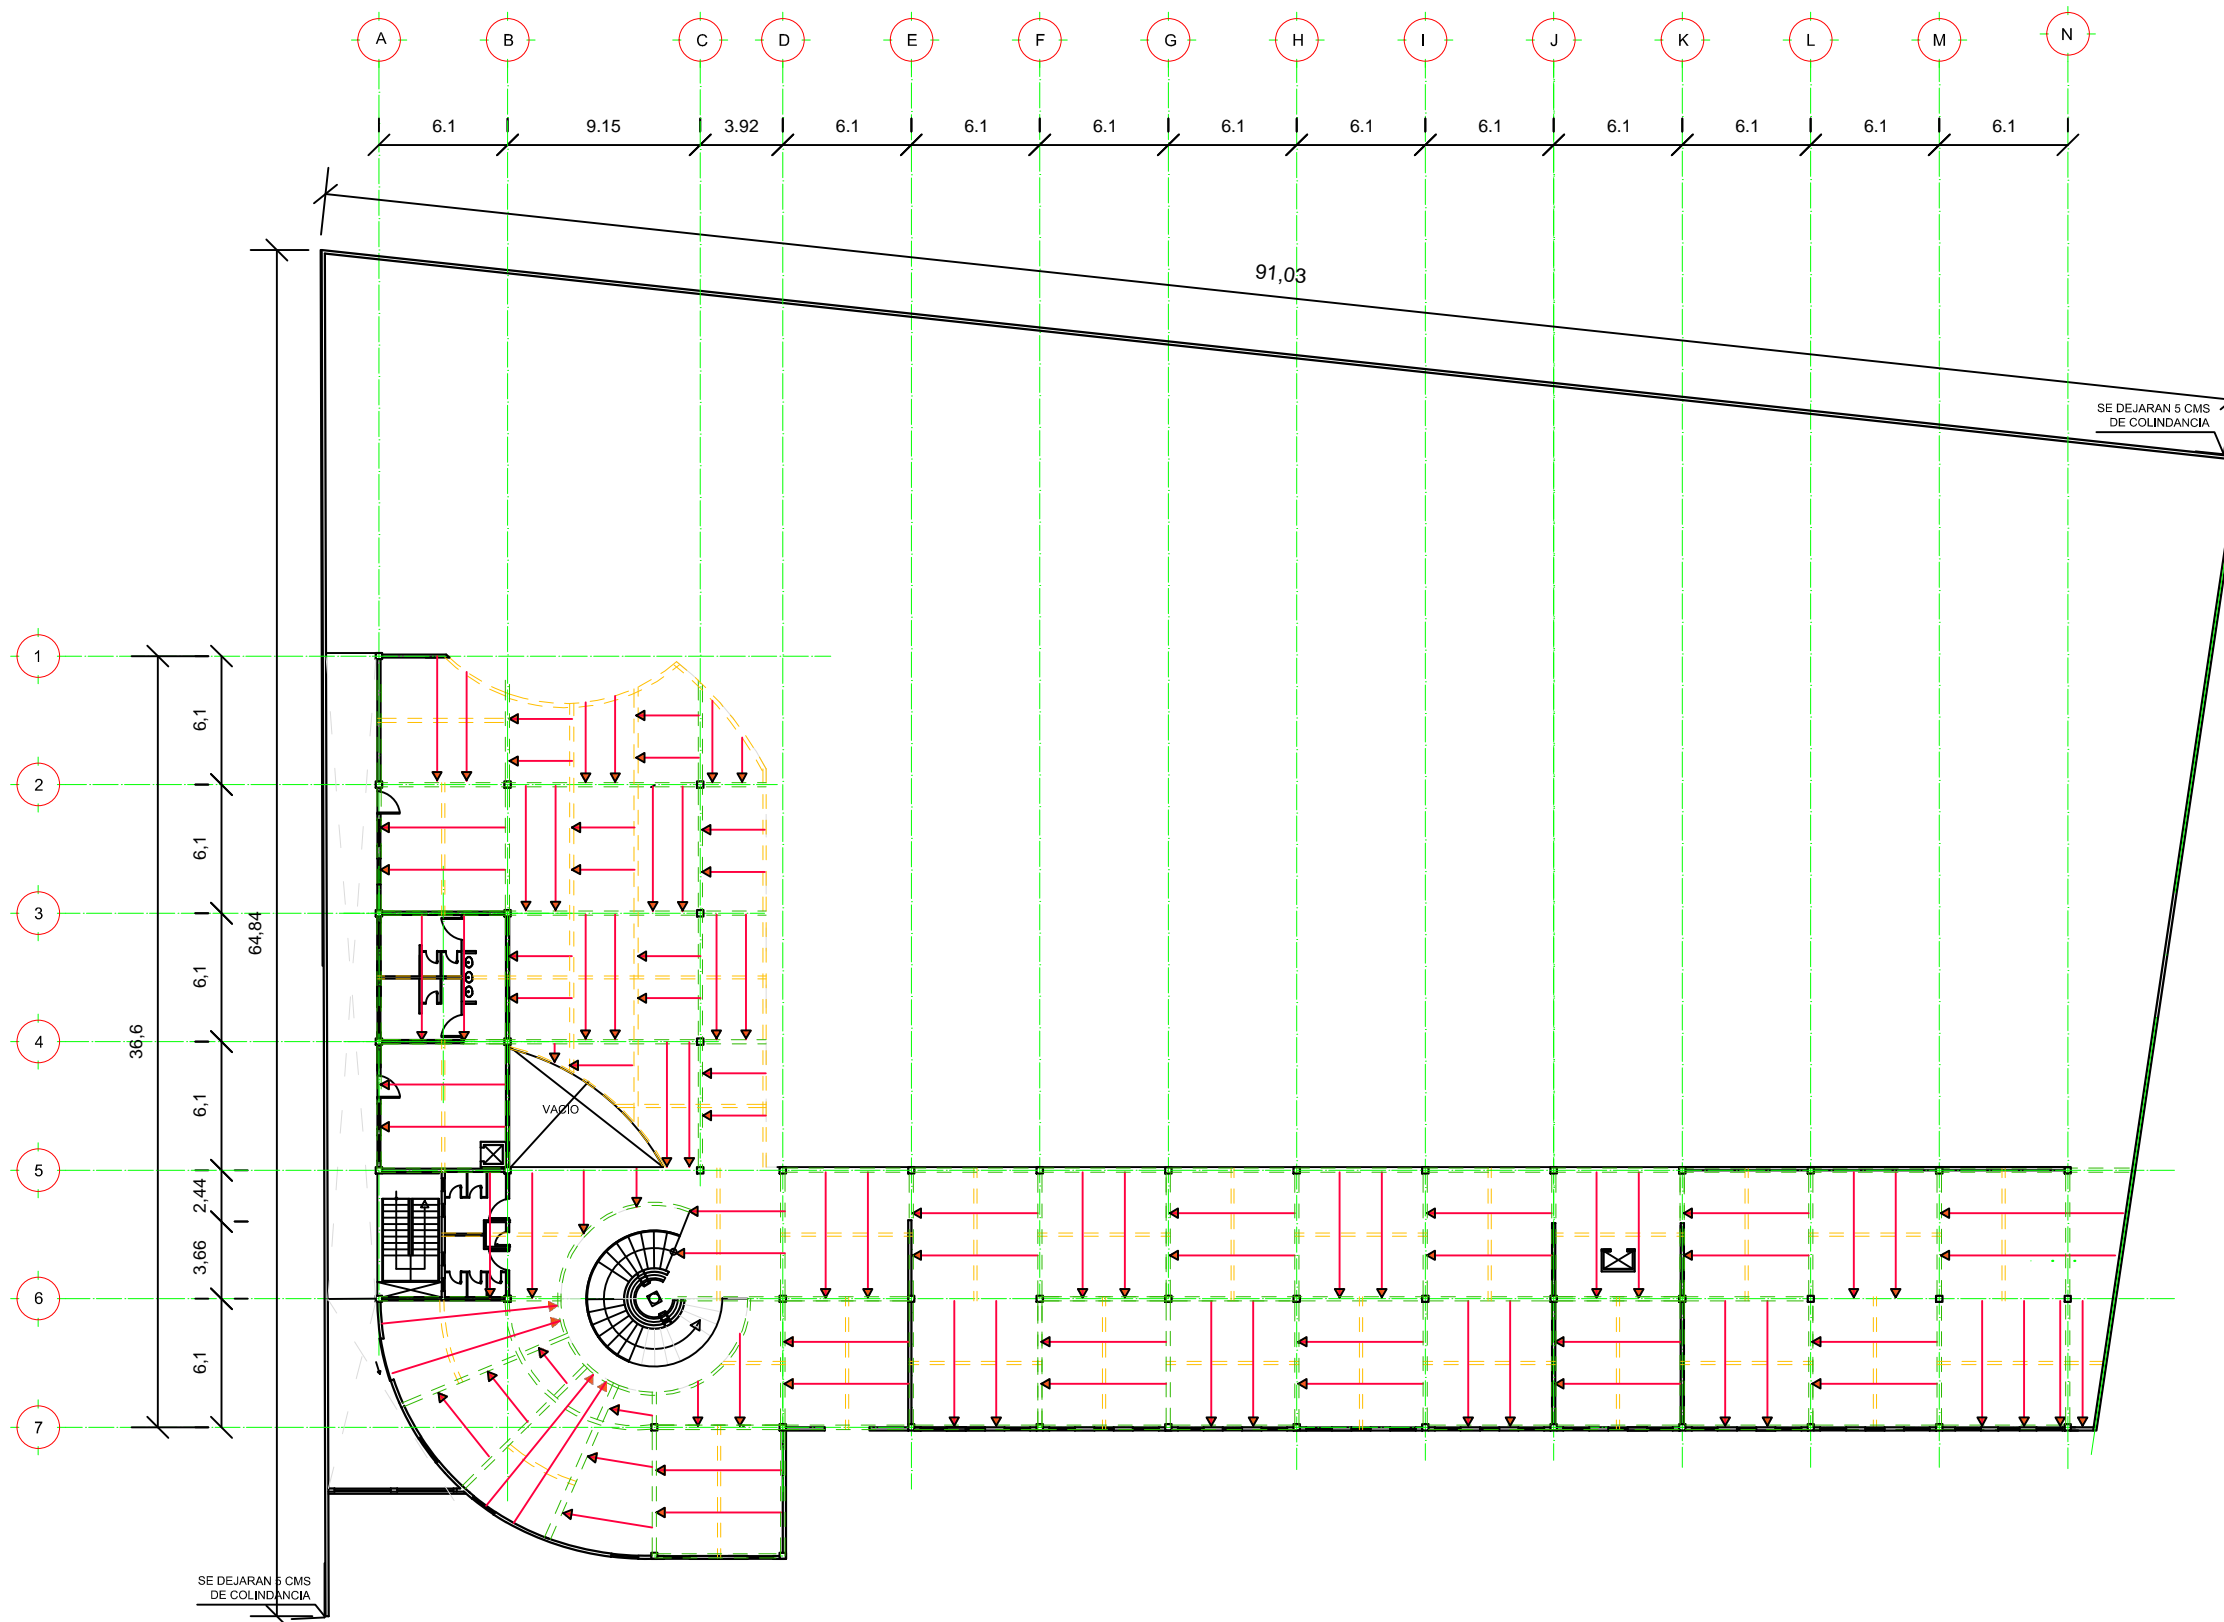 A B C D E F G H I J K L M N
6.1 9.15 3.92 6.1 6.1 6.1 6.1 6.1 6.1 6.1 6.1 6.1 6.1
91,03
SE DEJARAN 5 CMS
DE COLINDANCIA
1
6,1
2
6,1
3
64,84
6,1
4
36,6
6,1
VACIO
5
2,44
3,66
6
6,1
7
SE DEJARAN 5 CMS
DE COLINDANCIA